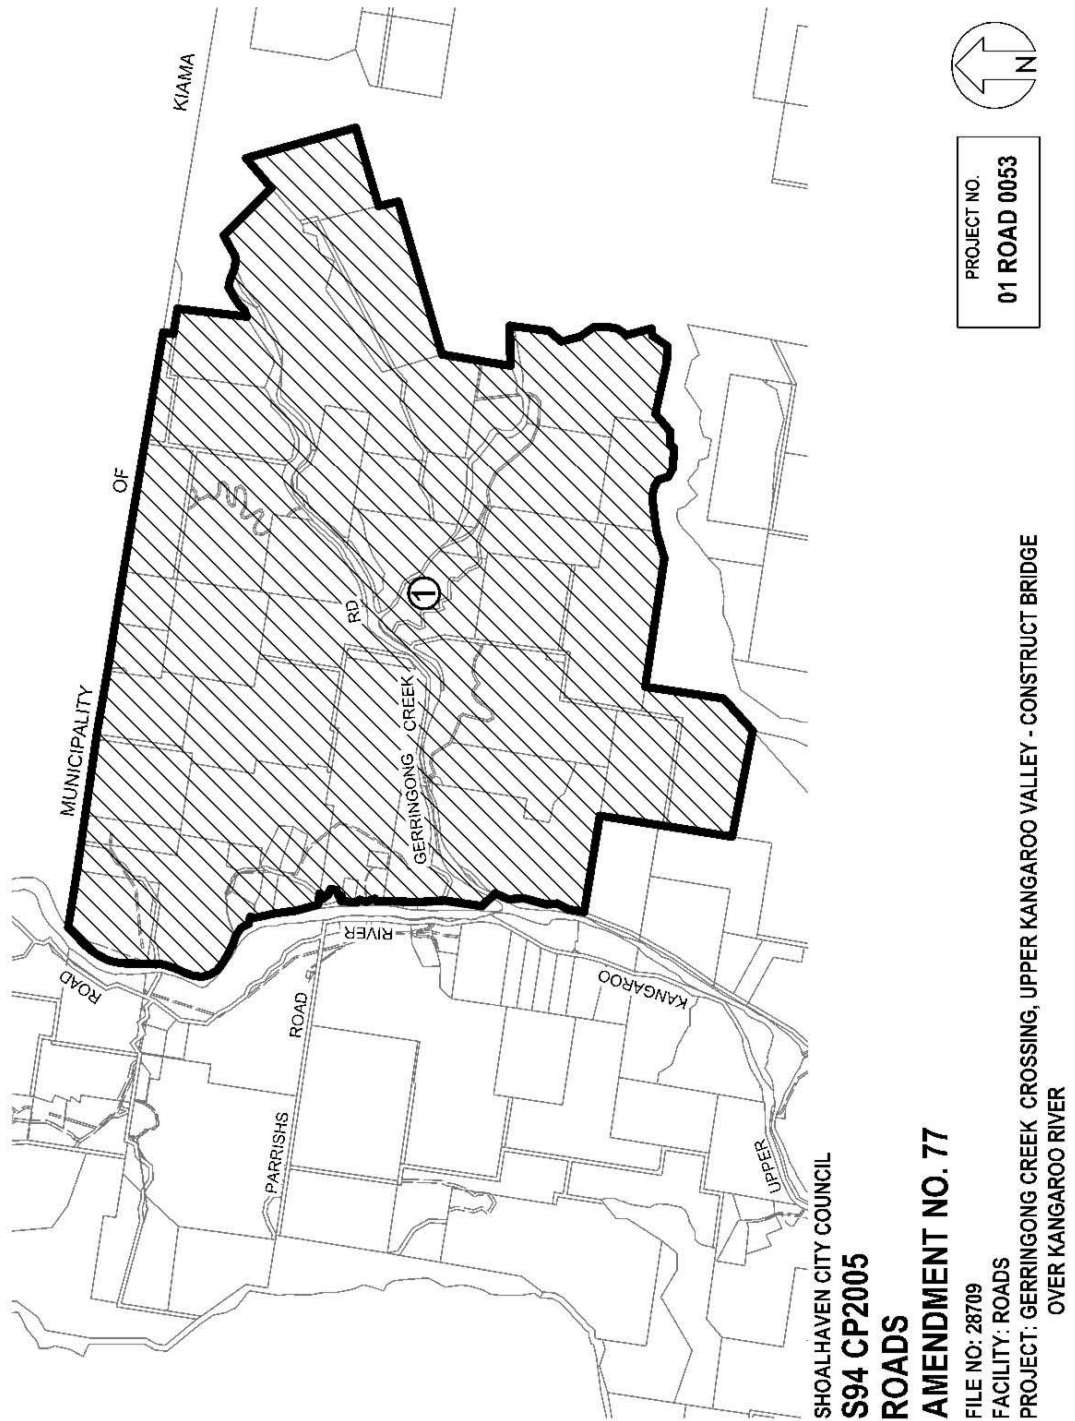 KIAMA
OF
MUNICIPALITY
RD
GERRINGONG CREEK
1
ROAD
RIVER
KANGAROO
UPPER
PARRISHS ROAD
SHOALHAVEN CITY COUNCIL
S94 CP2005
ROADS
AMENDMENT NO. 77
FILE NO: 28709
FACILITY: ROADS
PROJECT: GERRINGONG CREEK CROSSING, UPPER KANGAROO VALLEY - CONSTRUCT BRIDGE
OVER KANGAROO RIVER
PROJECT NO.
01 ROAD 0053
N